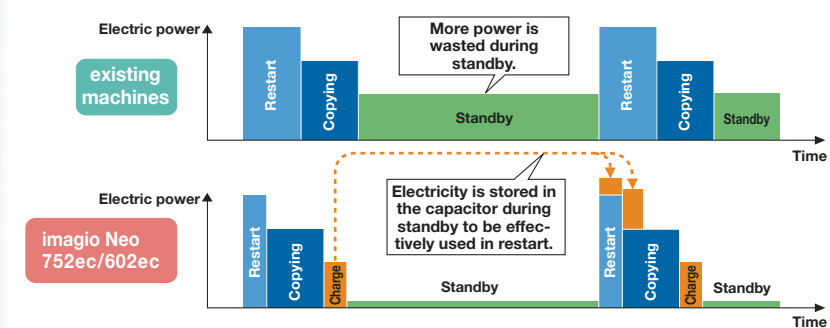 Electric power
existing
machines
Restart
Copying
More power is
wasted during
standby.
Standby
Restart
Copying
Standby
Time
Electric power
imagio Neo
752ec/602ec
Restart
Copying
Charge
Electricity is stored in
the capacitor during
standby to be effec-
tively used in restart.
Standby
Restart
Copying
Charge
Standby
Time